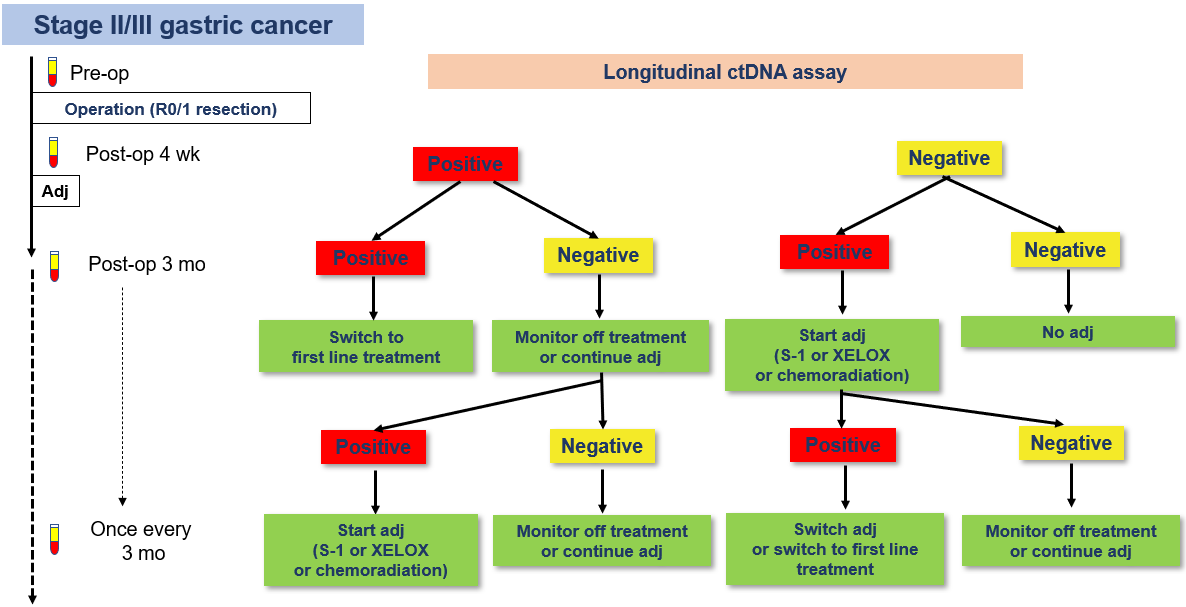 Stage II/III gastric cancer
Pre-op
Longitudinal ctDNA assay
Operation (R0/1 resection)
Post-op 4 wk
Positive
Negative
Adj
Post-op 3 mo
Positive
Negative
Positive
Negative
Switch to
first line treatment
Monitor off treatment
or continue adj
Start adj
(S-1 or XELOX
or chemoradiation)
No adj
Positive
Negative
Positive
Negative
Once every
3 mo
Start adj
(S-1 or XELOX
or chemoradiation)
Monitor off treatment
or continue adj
Switch adj
or switch to first line
treatment
Monitor off treatment
or continue adj